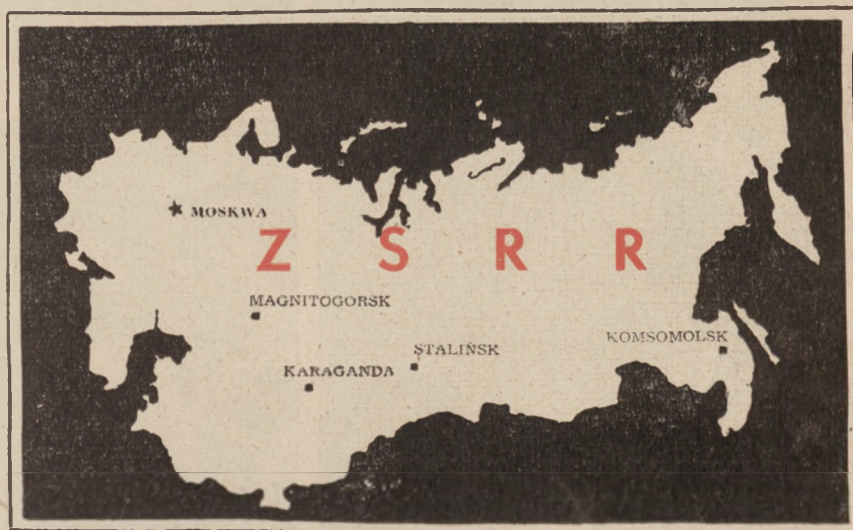 MOSKWA
Z S R R
MAGNITOGORSK
KOMSOMOLSK
STALIŃSK
KARAGANDA